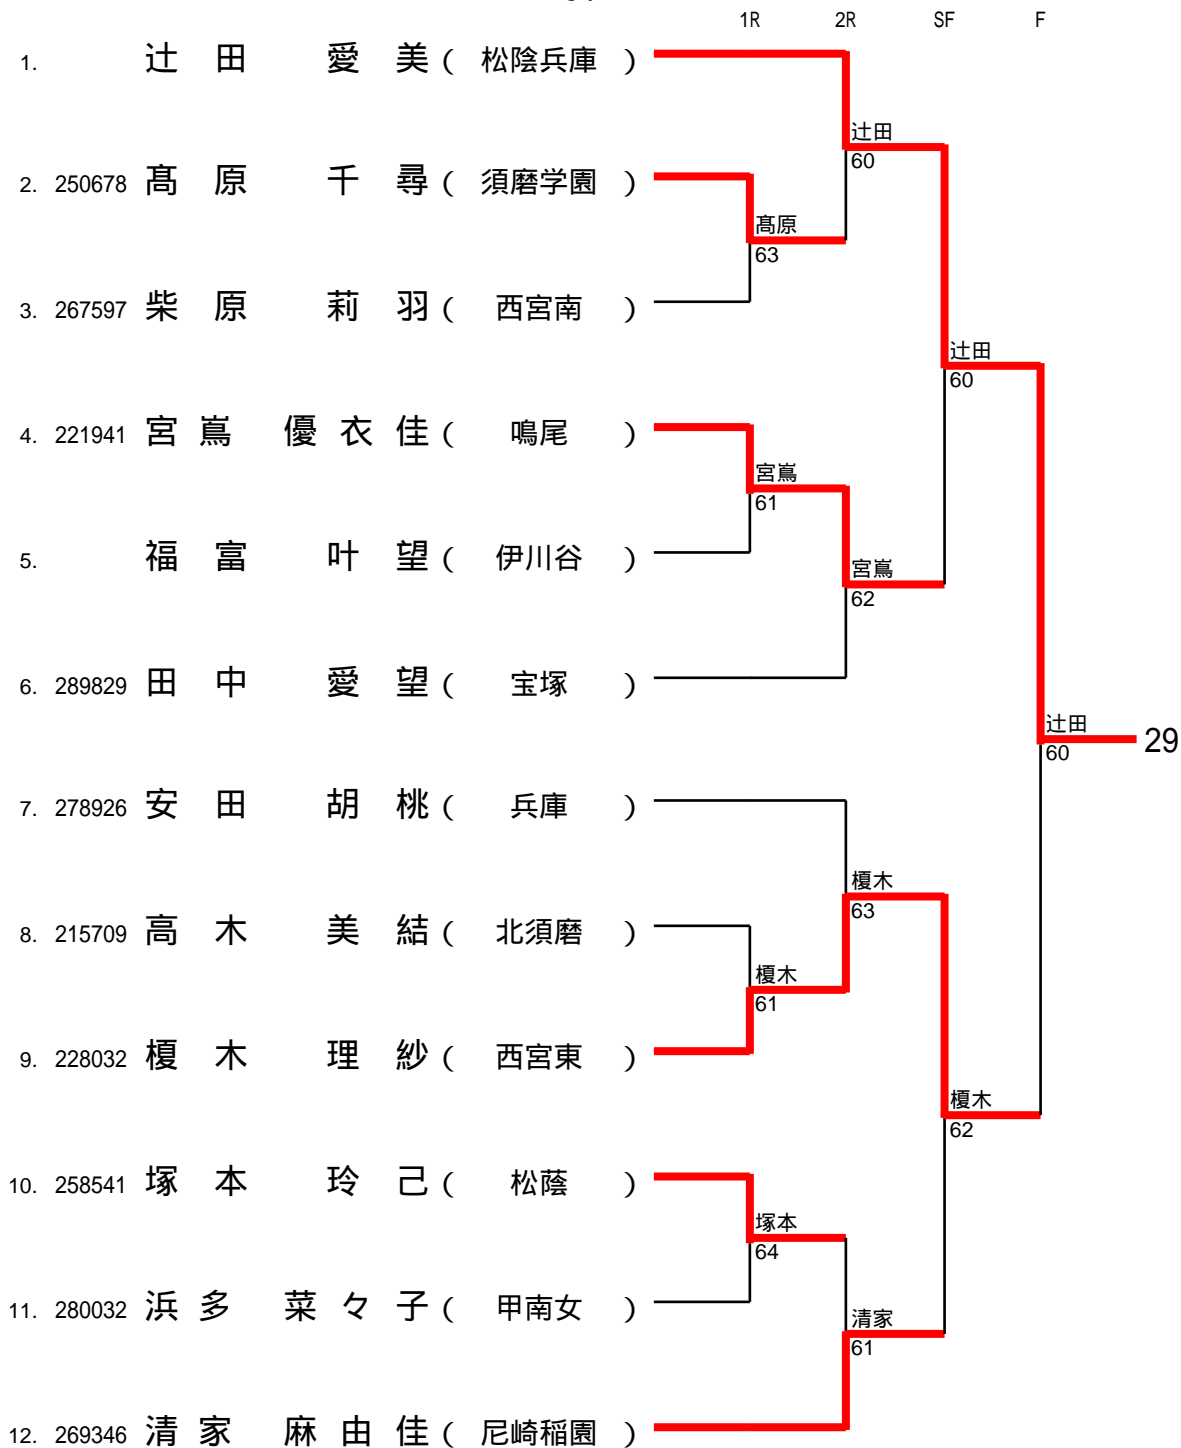 1R 2R SF F
1. 辻田 愛美 ( 松陰兵庫 )
辻田
60
2. 250678 髙原 千尋 ( 須磨学園 )
髙原
63
3. 267597 柴原 莉羽 ( 西宮南 )
辻田
60
4. 221941 宮嶌 優衣佳 ( 鳴尾 )
宮嶌
61
5. 福富 叶望 ( 伊川谷 )
宮嶌
62
6. 289829 田中 愛望 ( 宝塚 )
辻田
60
29
7. 278926 安田 胡桃 ( 兵庫 )
榎木
63
8. 215709 高木 美結 ( 北須磨 )
榎木
61
9. 228032 榎木 理紗 ( 西宮東 )
榎木
62
10. 258541 塚本 玲己 ( 松蔭 )
塚本
64
11. 280032 浜多 菜々子 ( 甲南女 )
清家
61
12. 269346 清家 麻由佳 ( 尼崎稲園 )